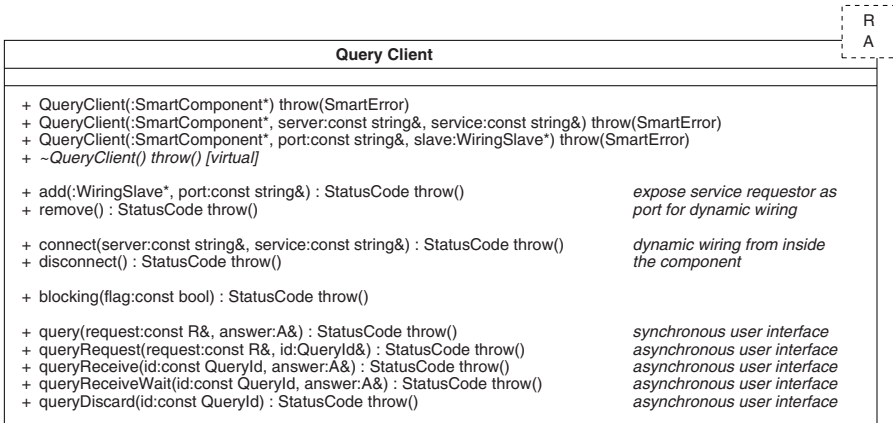 R
A
Query Client
+ QueryClient(:SmartComponent*) throw(SmartError)
+ QueryClient(:SmartComponent*, server:const string&, service:const string&) throw(SmartError)
+ QueryClient(:SmartComponent*, port:const string&, slave:WiringSlave*) throw(SmartError)
+ ~QueryClient() throw() [virtual]
+ add(:WiringSlave*, port:const string&) : StatusCode throw() expose service requestor as
+ remove() : StatusCode throw() port for dynamic wiring
+ connect(server:const string&, service:const string&) : StatusCode throw() dynamic wiring from inside
+ disconnect() : StatusCode throw() the component
+ blocking(flag:const bool) : StatusCode throw()
+ query(request:const R&, answer:A&) : StatusCode throw() synchronous user interface
+ queryRequest(request:const R&, id:QueryId&) : StatusCode throw() asynchronous user interface
+ queryReceive(id:const QueryId, answer:A&) : StatusCode throw() asynchronous user interface
+ queryReceiveWait(id:const QueryId, answer:A&) : StatusCode throw() asynchronous user interface
+ queryDiscard(id:const QueryId) : StatusCode throw() asynchronous user interface